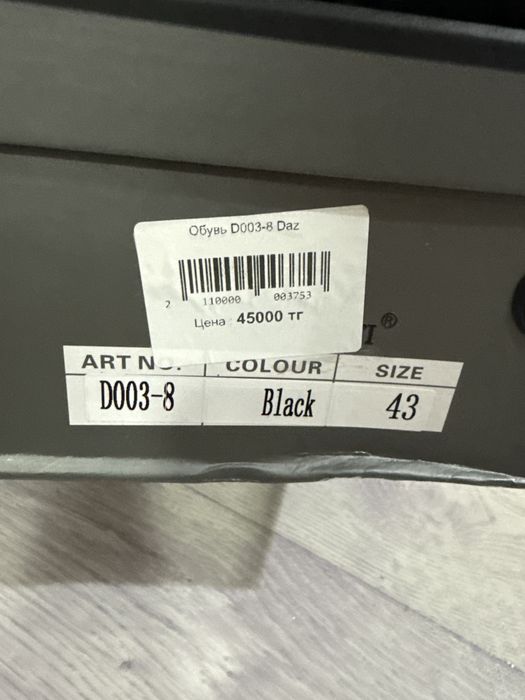 Обувь D003-8 Daz
2 110000 003753
Цена 45000 тг
®
ART NO. COLOUR SIZE
D003-8 Black 43